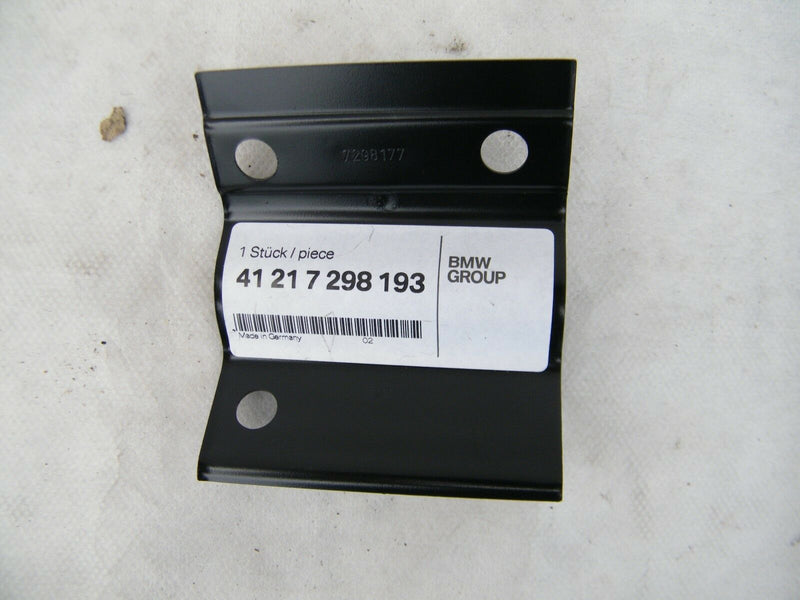 7298177
1 Stück / piece
41 21 7 298 193
BMW
GROUP
Made in Germany
02